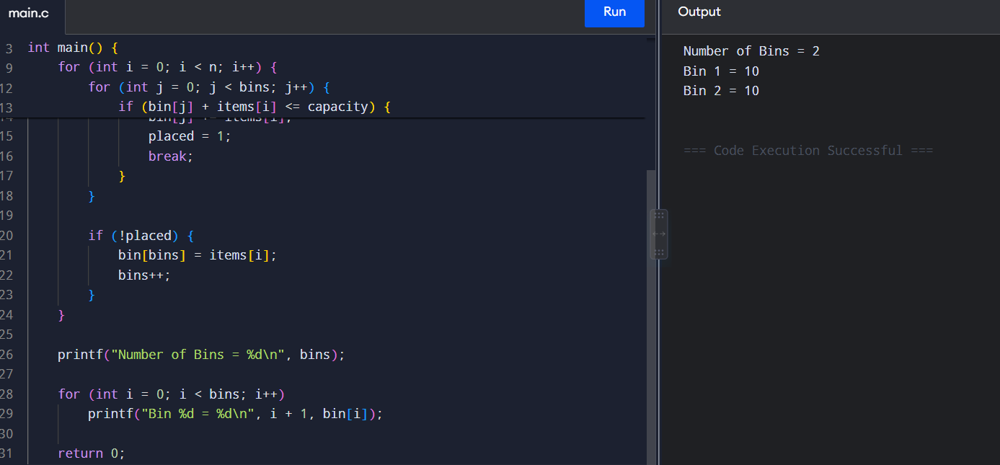 main.c
Run
Output
3 int main() {
9 for (int i = 0; i < n; i++) {
12 for (int j = 0; j < bins; j++) {
13 if (bin[j] + items[i] <= capacity) {
14 bin[j] += items[i];
15 placed = 1;
16 break;
17 }
18 }
19
20 if (!placed) {
21 bin[bins] = items[i];
22 bins++;
23 }
24 }
25
26 printf("Number of Bins = %d\n", bins);
27
28 for (int i = 0; i < bins; i++)
29 printf("Bin %d = %d\n", i + 1, bin[i]);
30
31 return 0;
Number of Bins = 2
Bin 1 = 10
Bin 2 = 10
=== Code Execution Successful ===